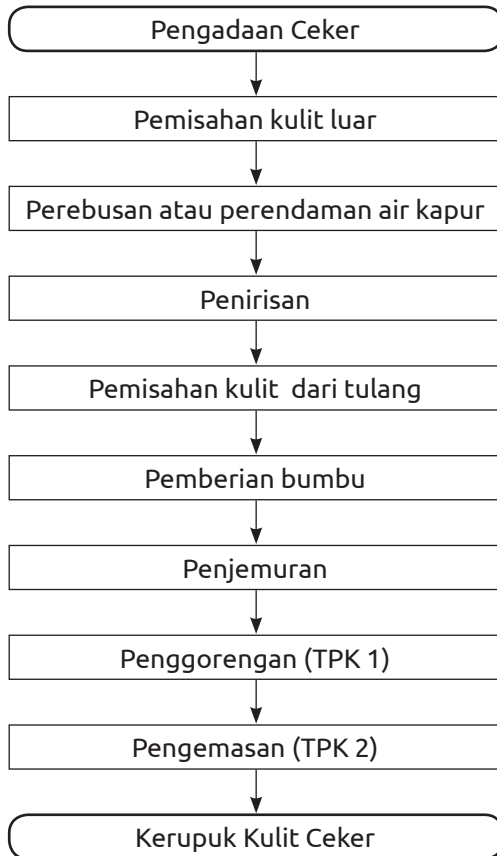 Pengadaan Ceker
Pemisahan kulit luar
Perebusan atau perendaman air kapur
Penirisan
Pemisahan kulit dari tulang
Pemberian bumbu
Penjemuran
Penggorengan (TPK 1)
Pengemasan (TPK 2)
Kerupuk Kulit Ceker